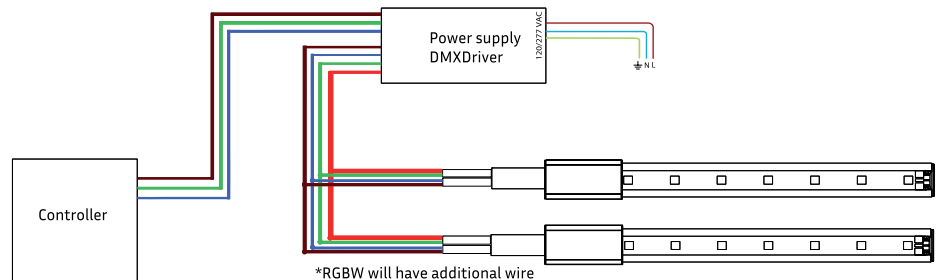 Power supply
DMXDriver
120/277 VAC
N L
Controller
*RGBW will have additional wire